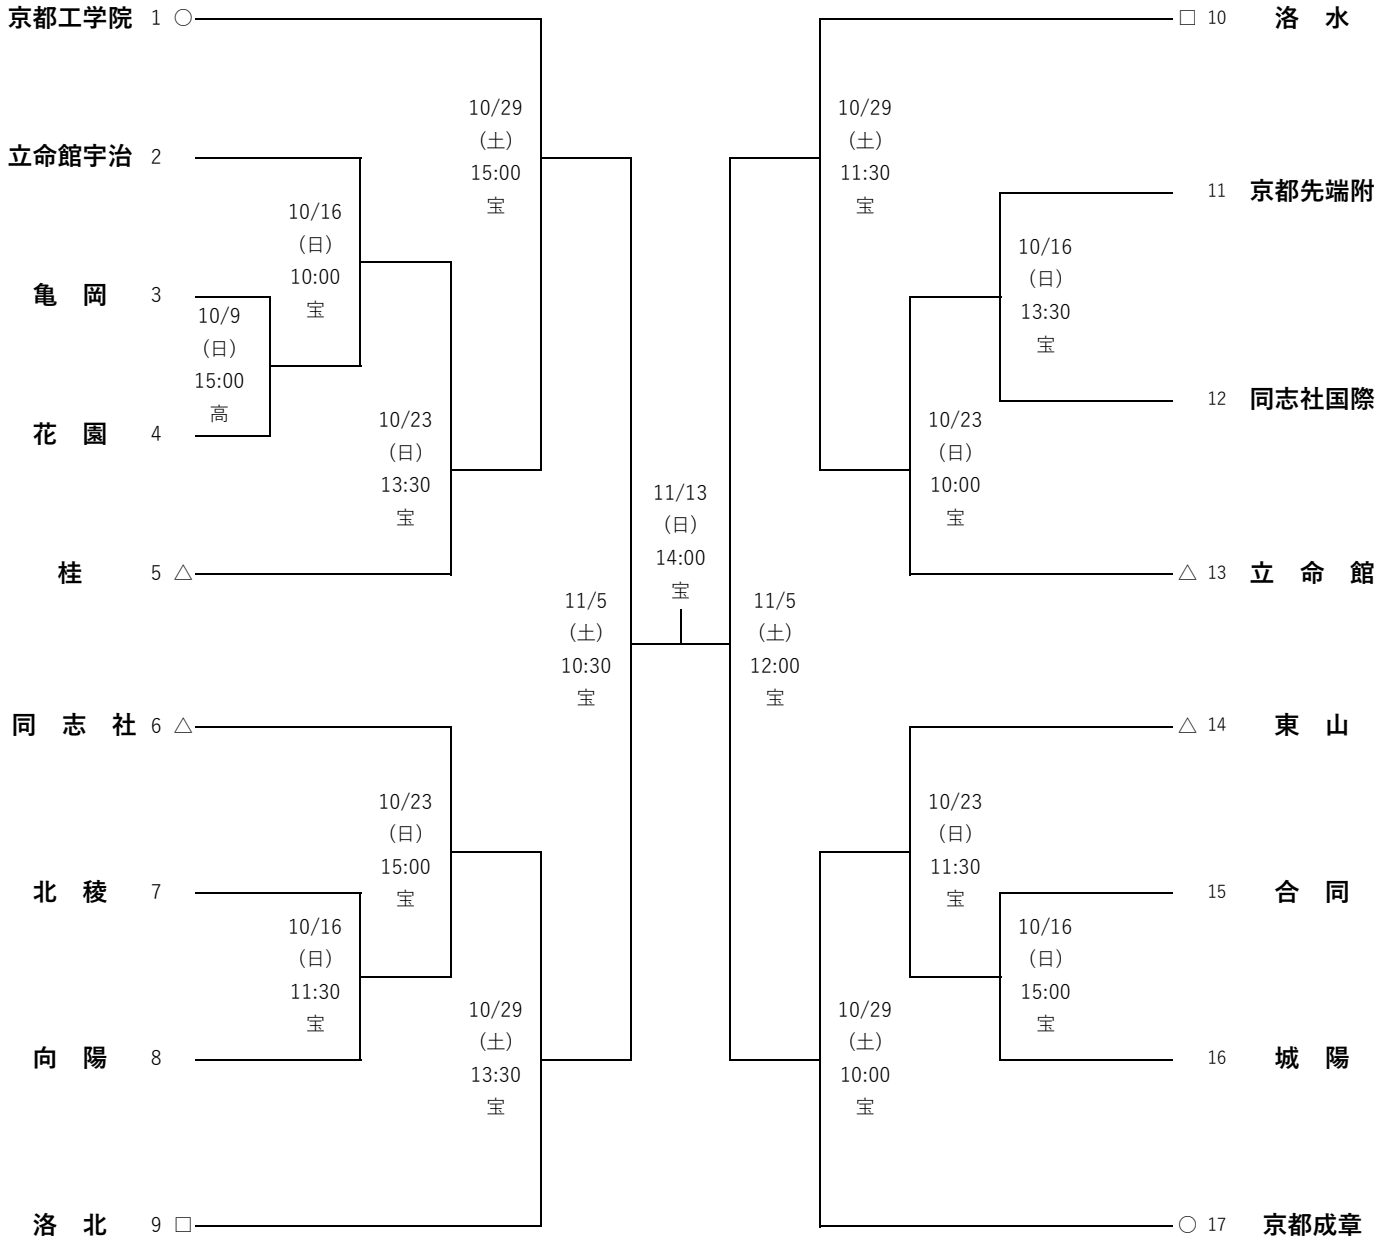 京都工学院 1 ○
立命館宇治 2
亀　岡 3
花　園 4
桂 5 △
同　志　社 6 △
北　稜 7
向　陽 8
洛　北 9 □
10/9
（日）
15:00
高
10/16
（日）
10:00
宝
10/23
（日）
13:30
宝
10/29
（土）
15:00
宝
10/16
（日）
11:30
宝
10/23
（日）
15:00
宝
10/29
（土）
13:30
宝
11/5
（土）
10:30
宝
11/13
（日）
14:00
宝
11/5
（土）
12:00
宝
10/29
（土）
11:30
宝
10/23
（日）
10:00
宝
10/16
（日）
13:30
宝
10/23
（日）
11:30
宝
10/16
（日）
15:00
宝
10/29
（土）
10:00
宝
□ 10 洛　水
11 京都先端附
12 同志社国際
△ 13 立　命　館
△ 14 東　山
15 合　同
16 城　陽
○ 17 京都成章